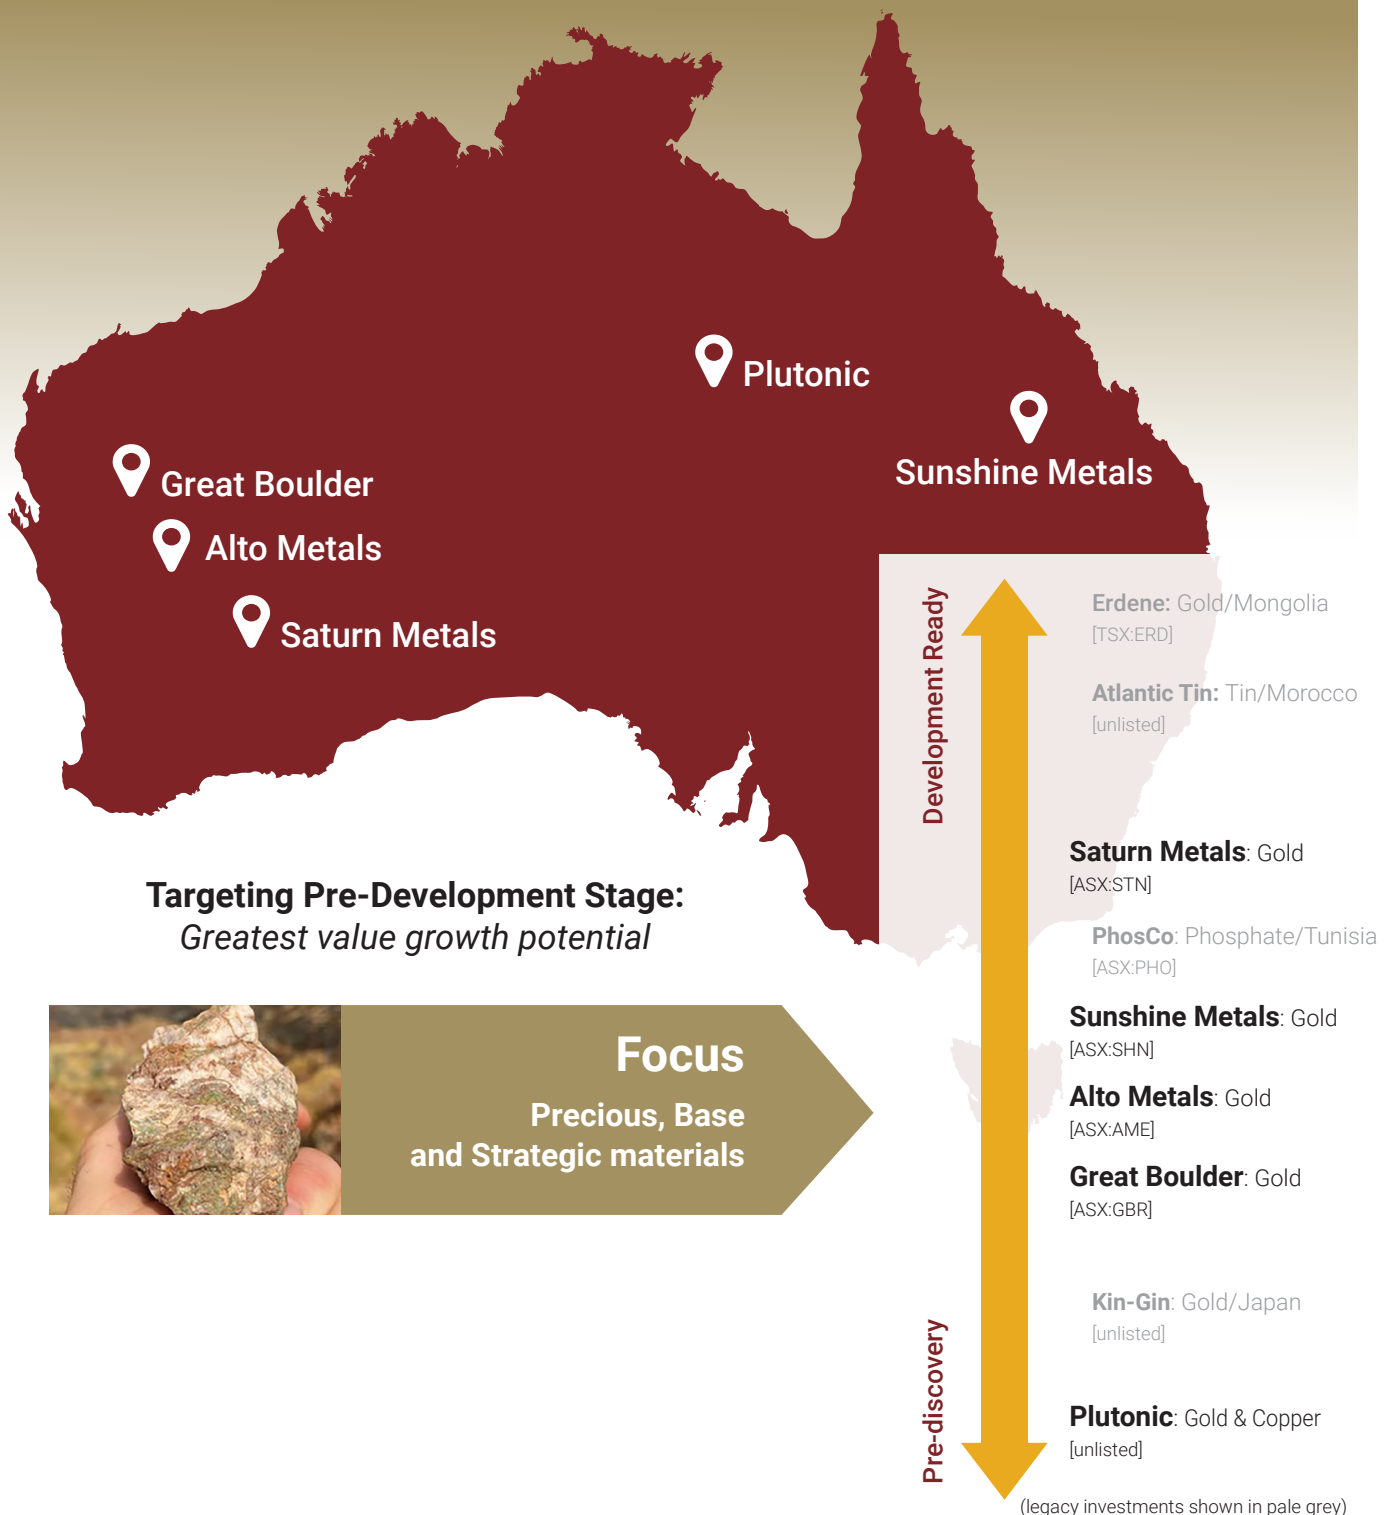 Plutonic
Sunshine Metals
Great Boulder
Alto Metals
Saturn Metals
Targeting Pre-Development Stage:
Greatest value growth potential
Focus
Precious, Base
and Strategic materials
Development Ready
Pre-discovery
Erdene: Gold/Mongolia
[TSX:ERD]
Atlantic Tin: Tin/Morocco
[unlisted]
Saturn Metals: Gold
[ASX:STN]
PhosCo: Phosphate/Tunisia
[ASX:PHO]
Sunshine Metals: Gold
[ASX:SHN]
Alto Metals: Gold
[ASX:AME]
Great Boulder: Gold
[ASX:GBR]
Kin-Gin: Gold/Japan
[unlisted]
Plutonic: Gold & Copper
[unlisted]
(legacy investments shown in pale grey)